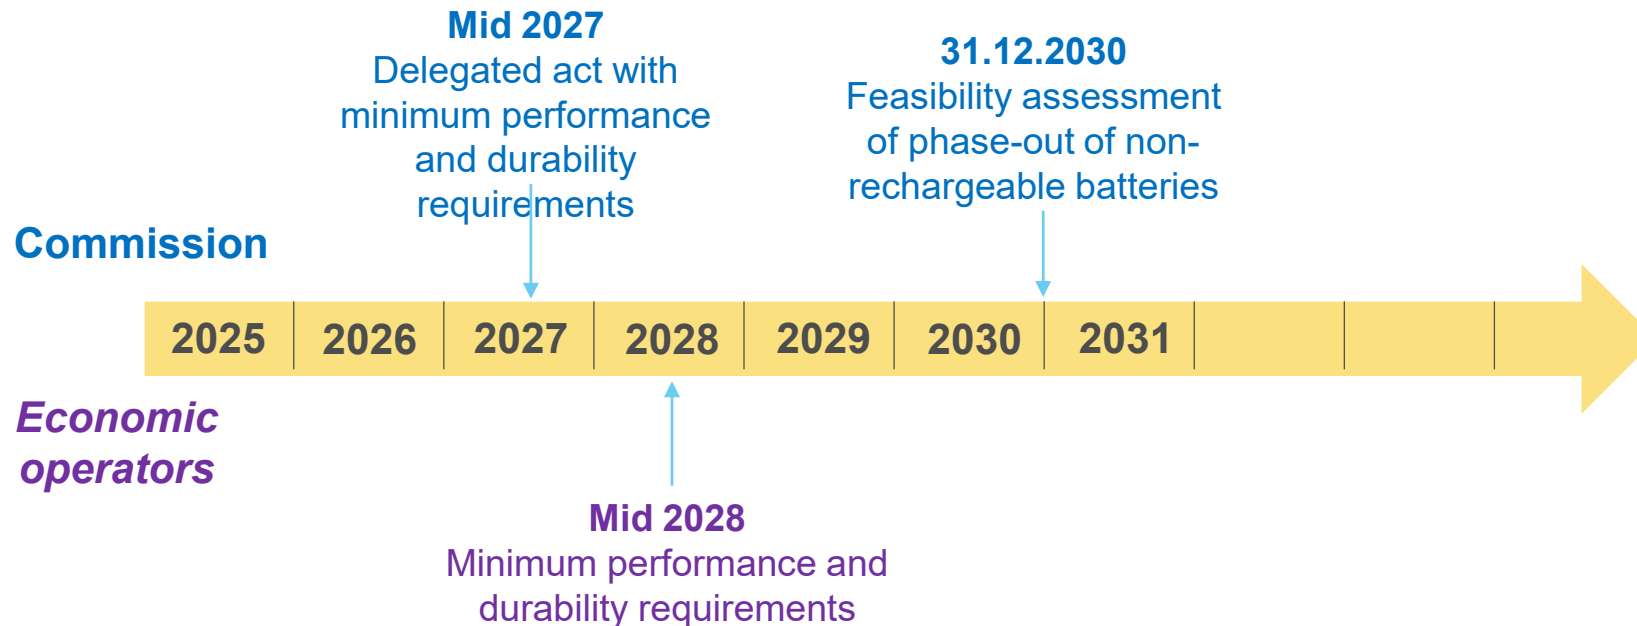 Mid 2027
Delegated act with
minimum performance
and durability
requirements
31.12.2030
Feasibility assessment
of phase-out of non-
rechargeable batteries
Commission
2025 2026 2027 2028 2029 2030 2031
Economic
operators
Mid 2028
Minimum performance and
durability requirements